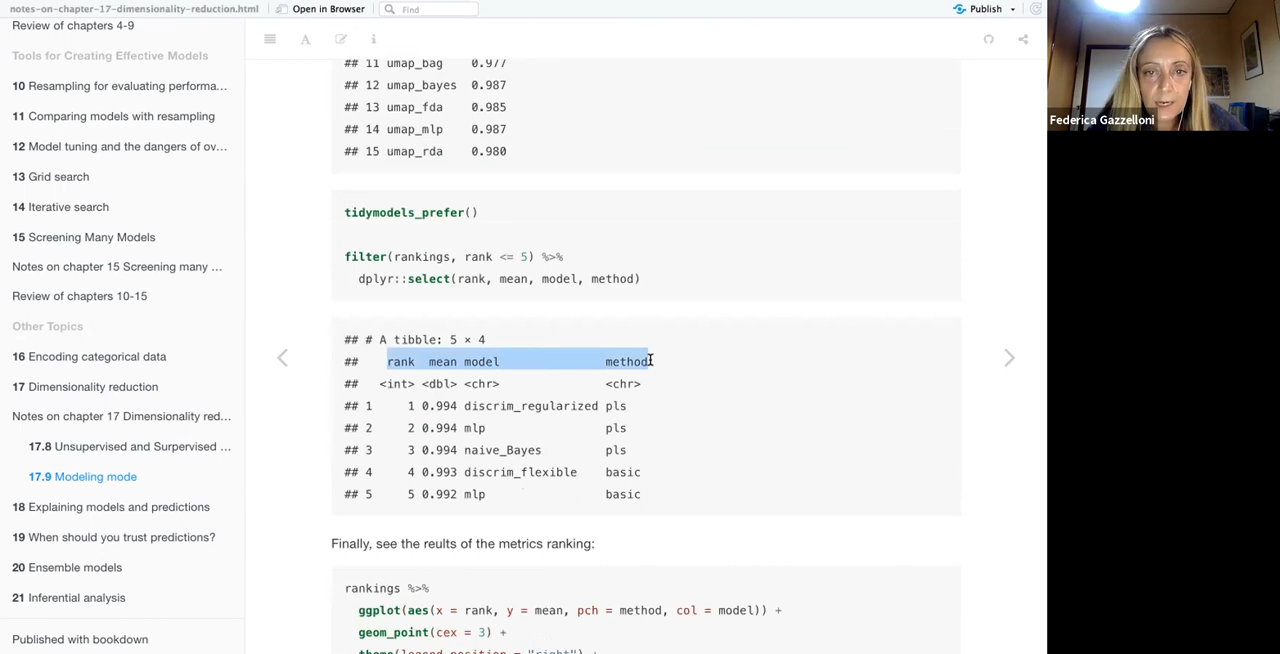 notes-on-chapter-17-dimensionality-reduction.html
Open in Browser
Find
Publish
Review of chapters 4-9
Tools for Creating Effective Models
10 Resampling for evaluating performa...
11 Comparing models with resampling
12 Model tuning and the dangers of ov...
13 Grid search
14 Iterative search
15 Screening Many Models
Notes on chapter 15 Screening many ...
Review of chapters 10-15
Other Topics
16 Encoding categorical data
17 Dimensionality reduction
Notes on chapter 17 Dimensionality red...
17.8 Unsupervised and Surpervised ...
17.9 Modeling mode
18 Explaining models and predictions
19 When should you trust predictions?
20 Ensemble models
21 Inferential analysis
Published with bookdown
A
## 11 umap_bag 0.977
## 12 umap_bayes 0.987
## 13 umap_fda 0.985
## 14 umap_mlp 0.987
## 15 umap_rda 0.980
tidymodels_prefer()
filter(rankings, rank <= 5) %>%
dplyr::select(rank, mean, model, method)
## # A tibble: 5 × 4
## rank mean model method
## <int> <dbl> <chr> <chr>
## 1 1 0.994 discrim_regularized pls
## 2 2 0.994 mlp pls
## 3 3 0.994 naive_Bayes pls
## 4 4 0.993 discrim_flexible basic
## 5 5 0.992 mlp basic
Finally, see the reults of the metrics ranking:
rankings %>%
ggplot(aes(x = rank, y = mean, pch = method, col = model)) +
geom_point(cex = 3) +
theme(legend.position = "right") +
Federica Gazzelloni